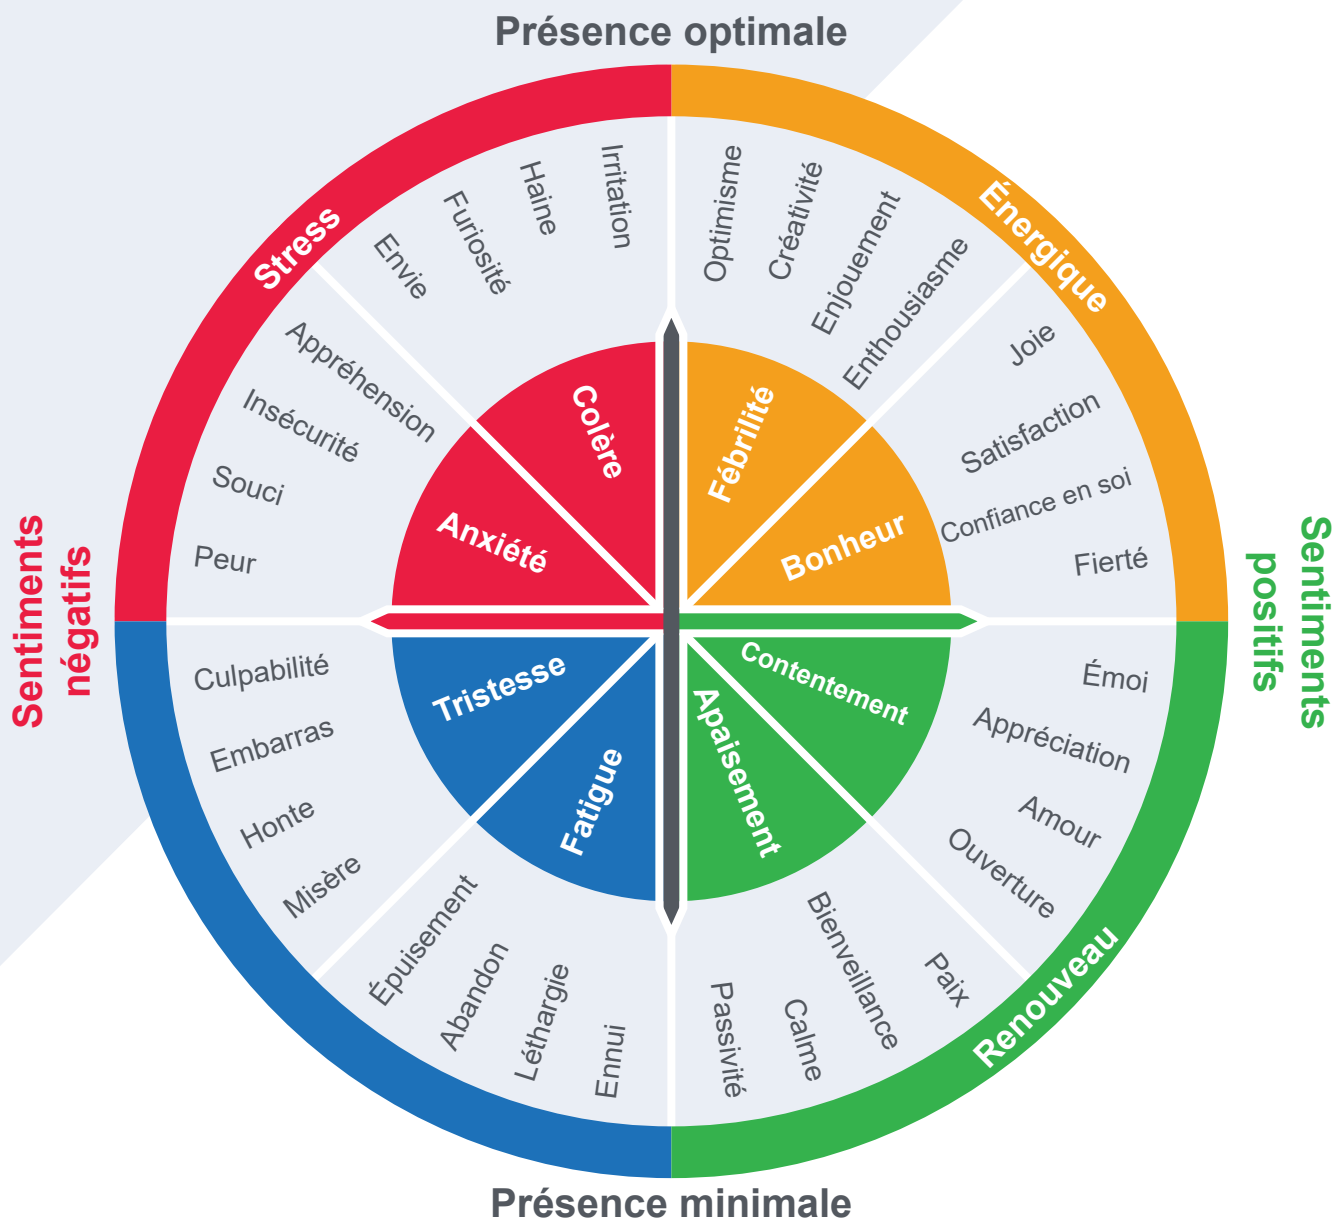 Présence optimale
Stress
Énergique
Irritation
Haine
Furiosité
Envie
Appréhension
Insécurité
Souci
Peur
Optimisme
Créativité
Enjouement
Enthousiasme
Joie
Satisfaction
Confiance en soi
Fierté
Colère
Anxiété
Fébrilité
Bonheur
Sentiments
négatifs
Sentiments
positifs
Tristesse
Fatigue
Contentement
Apaisement
Culpabilité
Embarras
Honte
Misère
Épuisement
Abandon
Léthargie
Ennui
Émoi
Appréciation
Amour
Ouverture
Paix
Bienveillance
Calme
Passivité
Renouveau
Présence minimale